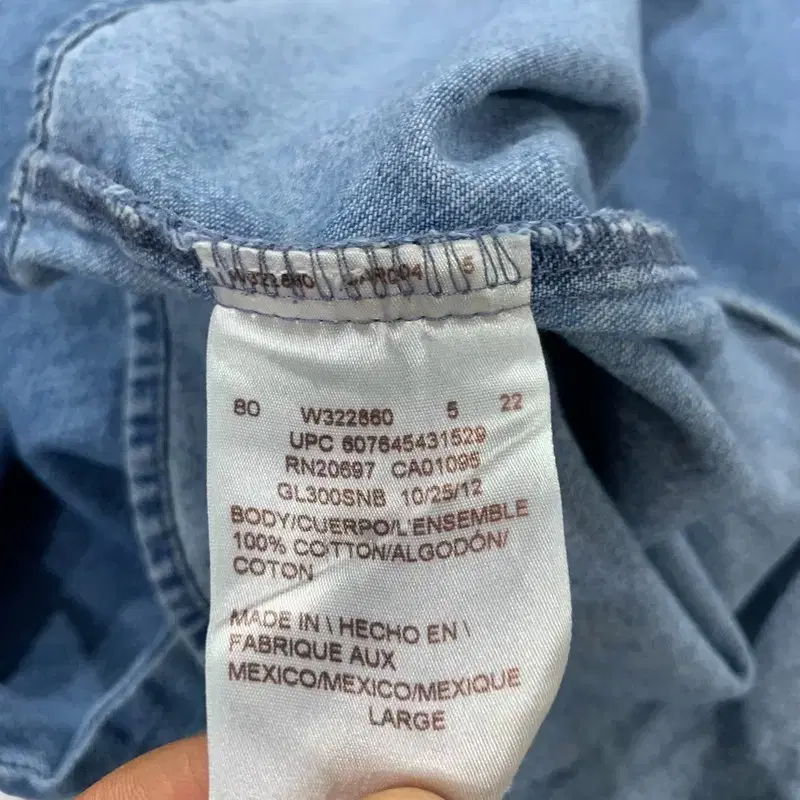 80 W322860 5 22
UPC 607645431529
RN20697 CA01095
GL300SNB 10/25/12
BODY/CUERPO/L'ENSEMBLE
100% COTTON/ALGODÓN/
COTON
MADE IN \ HECHO EN \
FABRIQUE AUX
MEXICO/MEXICO/MEXIQUE
LARGE